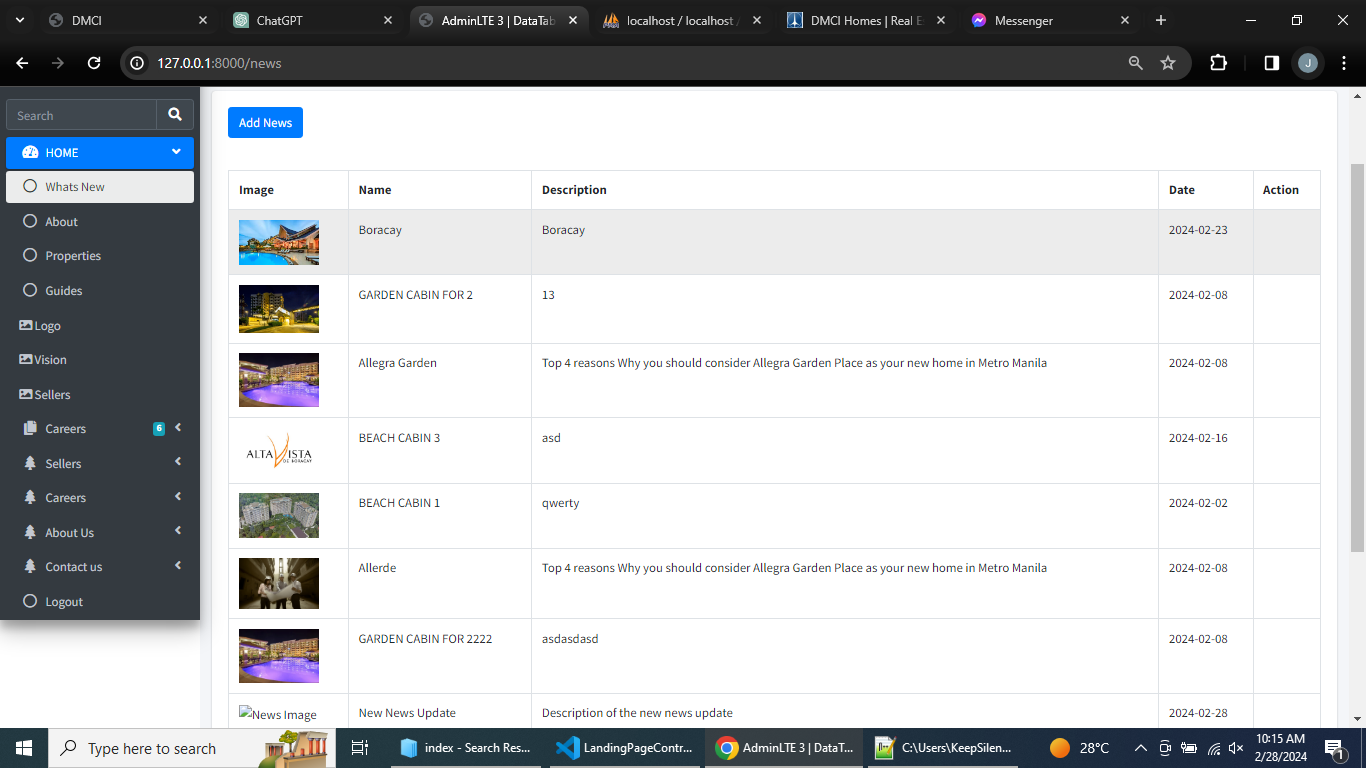 DMCI
ChatGPT
AdminLTE 3 | DataTab
localhost / localhost /
DMCI Homes | Real E
Messenger
127.0.0.1:8000/news
J
Search
HOME
Whats New
About
Properties
Guides
Logo
Vision
Sellers
Careers 6
Sellers
Careers
About Us
Contact us
Logout
Add News
Image Name Description Date Action
Boracay Boracay 2024-02-23
GARDEN CABIN FOR 2 13 2024-02-08
Allegra Garden Top 4 reasons Why you should consider Allegra Garden Place as your new home in Metro Manila 2024-02-08
ALTA VISTA
DE BORACAY
BEACH CABIN 3 asd 2024-02-16
BEACH CABIN 1 qwerty 2024-02-02
Allerde Top 4 reasons Why you should consider Allegra Garden Place as your new home in Metro Manila 2024-02-08
GARDEN CABIN FOR 2222 asdasdasd 2024-02-08
News Image New News Update Description of the new news update 2024-02-28
Type here to search
index - Search Res...
LandingPageContr...
AdminLTE 3 | DataT...
C:\Users\KeepSilen...
28°C
10:15 AM
2/28/2024
1